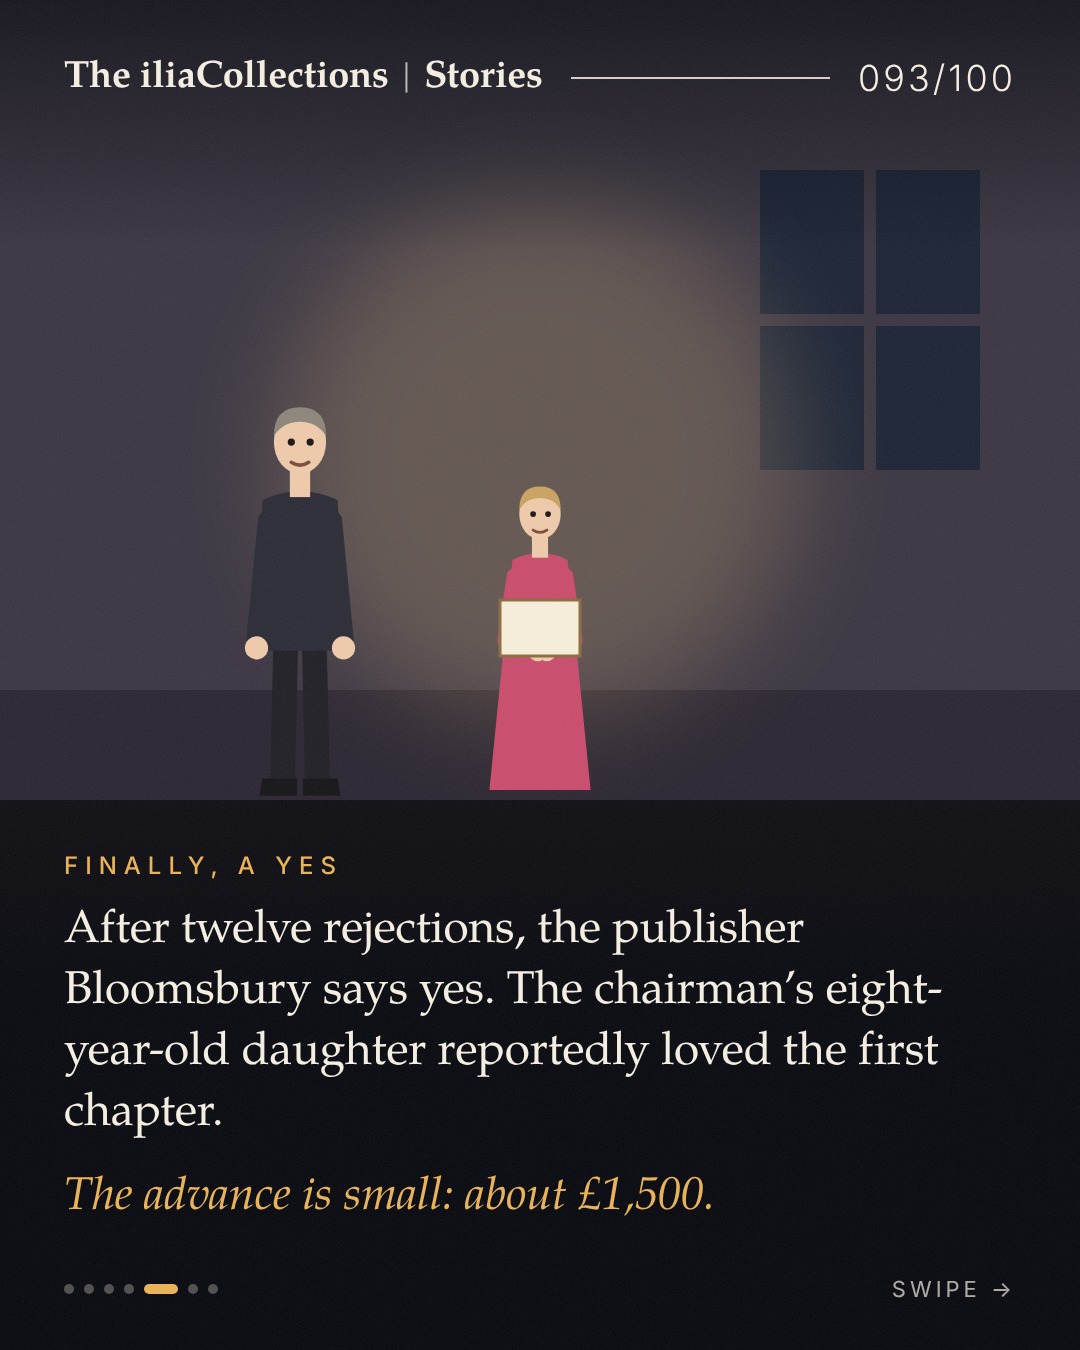 The iliaCollections | Stories 093/100
FINALLY, A YES
After twelve rejections, the publisher
Bloomsbury says yes. The chairman’s eight-
year-old daughter reportedly loved the first
chapter.
The advance is small: about £1,500.
SWIPE →